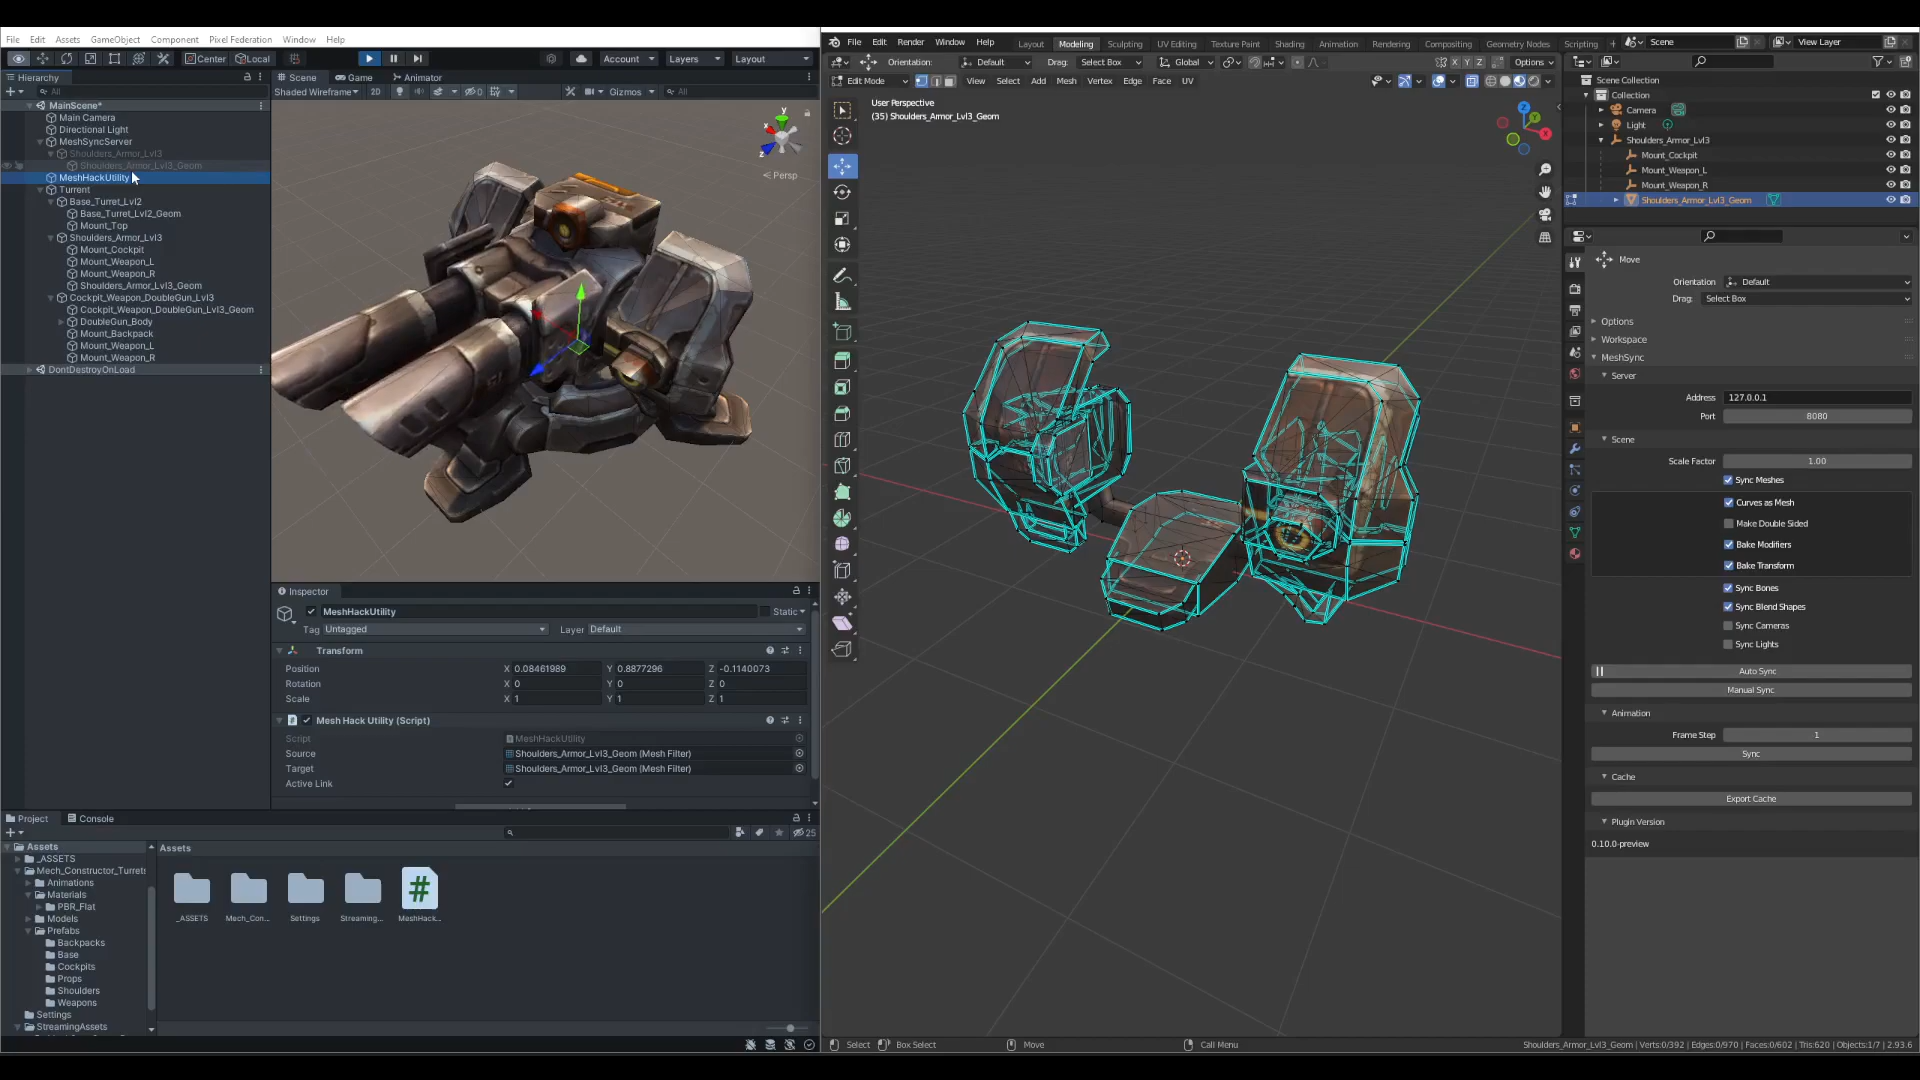 File Edit Assets GameObject Component Pixel Federation Window Help
Center Local Account Layers Layout
Hierarchy
All
MainScene*
Main Camera
Directional Light
MeshSyncServer
Shoulders_Armor_Lvl3
Shoulders_Armor_Lvl3_Geom
MeshHackUtility
Turrent
Base_Turret_Lvl2
Base_Turret_Lvl2_Geom
Mount_Top
Shoulders_Armor_Lvl3
Mount_Cockpit
Mount_Weapon_L
Mount_Weapon_R
Shoulders_Armor_Lvl3_Geom
Cockpit_Weapon_DoubleGun_Lvl3
Cockpit_Weapon_DoubleGun_Lvl3_Geom
DoubleGun_Body
Mount_Backpack
Mount_Weapon_L
Mount_Weapon_R
DontDestroyOnLoad
Scene Game Animator
Shaded Wireframe 2D Gizmos All
y
x
z
Persp
Inspector
MeshHackUtility Static
Tag Untagged Layer Default
Transform
Position X 0.08461989 Y 0.8877296 Z -0.1140073
Rotation X 0 Y 0 Z 0
Scale X 1 Y 1 Z 1
Mesh Hack Utility (Script)
Script MeshHackUtility
Source Shoulders_Armor_Lvl3_Geom (Mesh Filter)
Target Shoulders_Armor_Lvl3_Geom (Mesh Filter)
Active Link
Project Console
25
Assets
_ASSETS
Mech_Constructor_Turrets
Animations
Materials
PBR_Flat
Models
Prefabs
Backpacks
Base
Cockpits
Props
Shoulders
Weapons
Settings
StreamingAssets
Assets
_ASSETS Mech_Con... Settings Streaming... MeshHack...
File Edit Render Window Help Layout Modeling Sculpting UV Editing Texture Paint Shading Animation Rendering Compositing Geometry Nodes Scripting + Scene View Layer
Orientation: Default Drag: Select Box Global X Y Z Options
Edit Mode View Select Add Mesh Vertex Edge Face UV
User Perspective
(35) Shoulders_Armor_Lvl3_Geom
Z
Y
X
Scene Collection
Collection
Camera
Light
Shoulders_Armor_Lvl3
Mount_Cockpit
Mount_Weapon_L
Mount_Weapon_R
Shoulders_Armor_Lvl3_Geom
Move
Orientation Default
Drag: Select Box
Options
Workspace
MeshSync
Server
Address 127.0.0.1
Port 8080
Scene
Scale Factor 1.00
Sync Meshes
Curves as Mesh
Make Double Sided
Bake Modifiers
Bake Transform
Sync Bones
Sync Blend Shapes
Sync Cameras
Sync Lights
Auto Sync
Manual Sync
Animation
Frame Step 1
Sync
Cache
Export Cache
Plugin Version
0.10.0-preview
Select Box Select Move Call Menu Shoulders_Armor_Lvl3_Geom | Verts:0/392 | Edges:0/970 | Faces:0/602 | Tris:620 | Objects:1/7 | 2.93.6